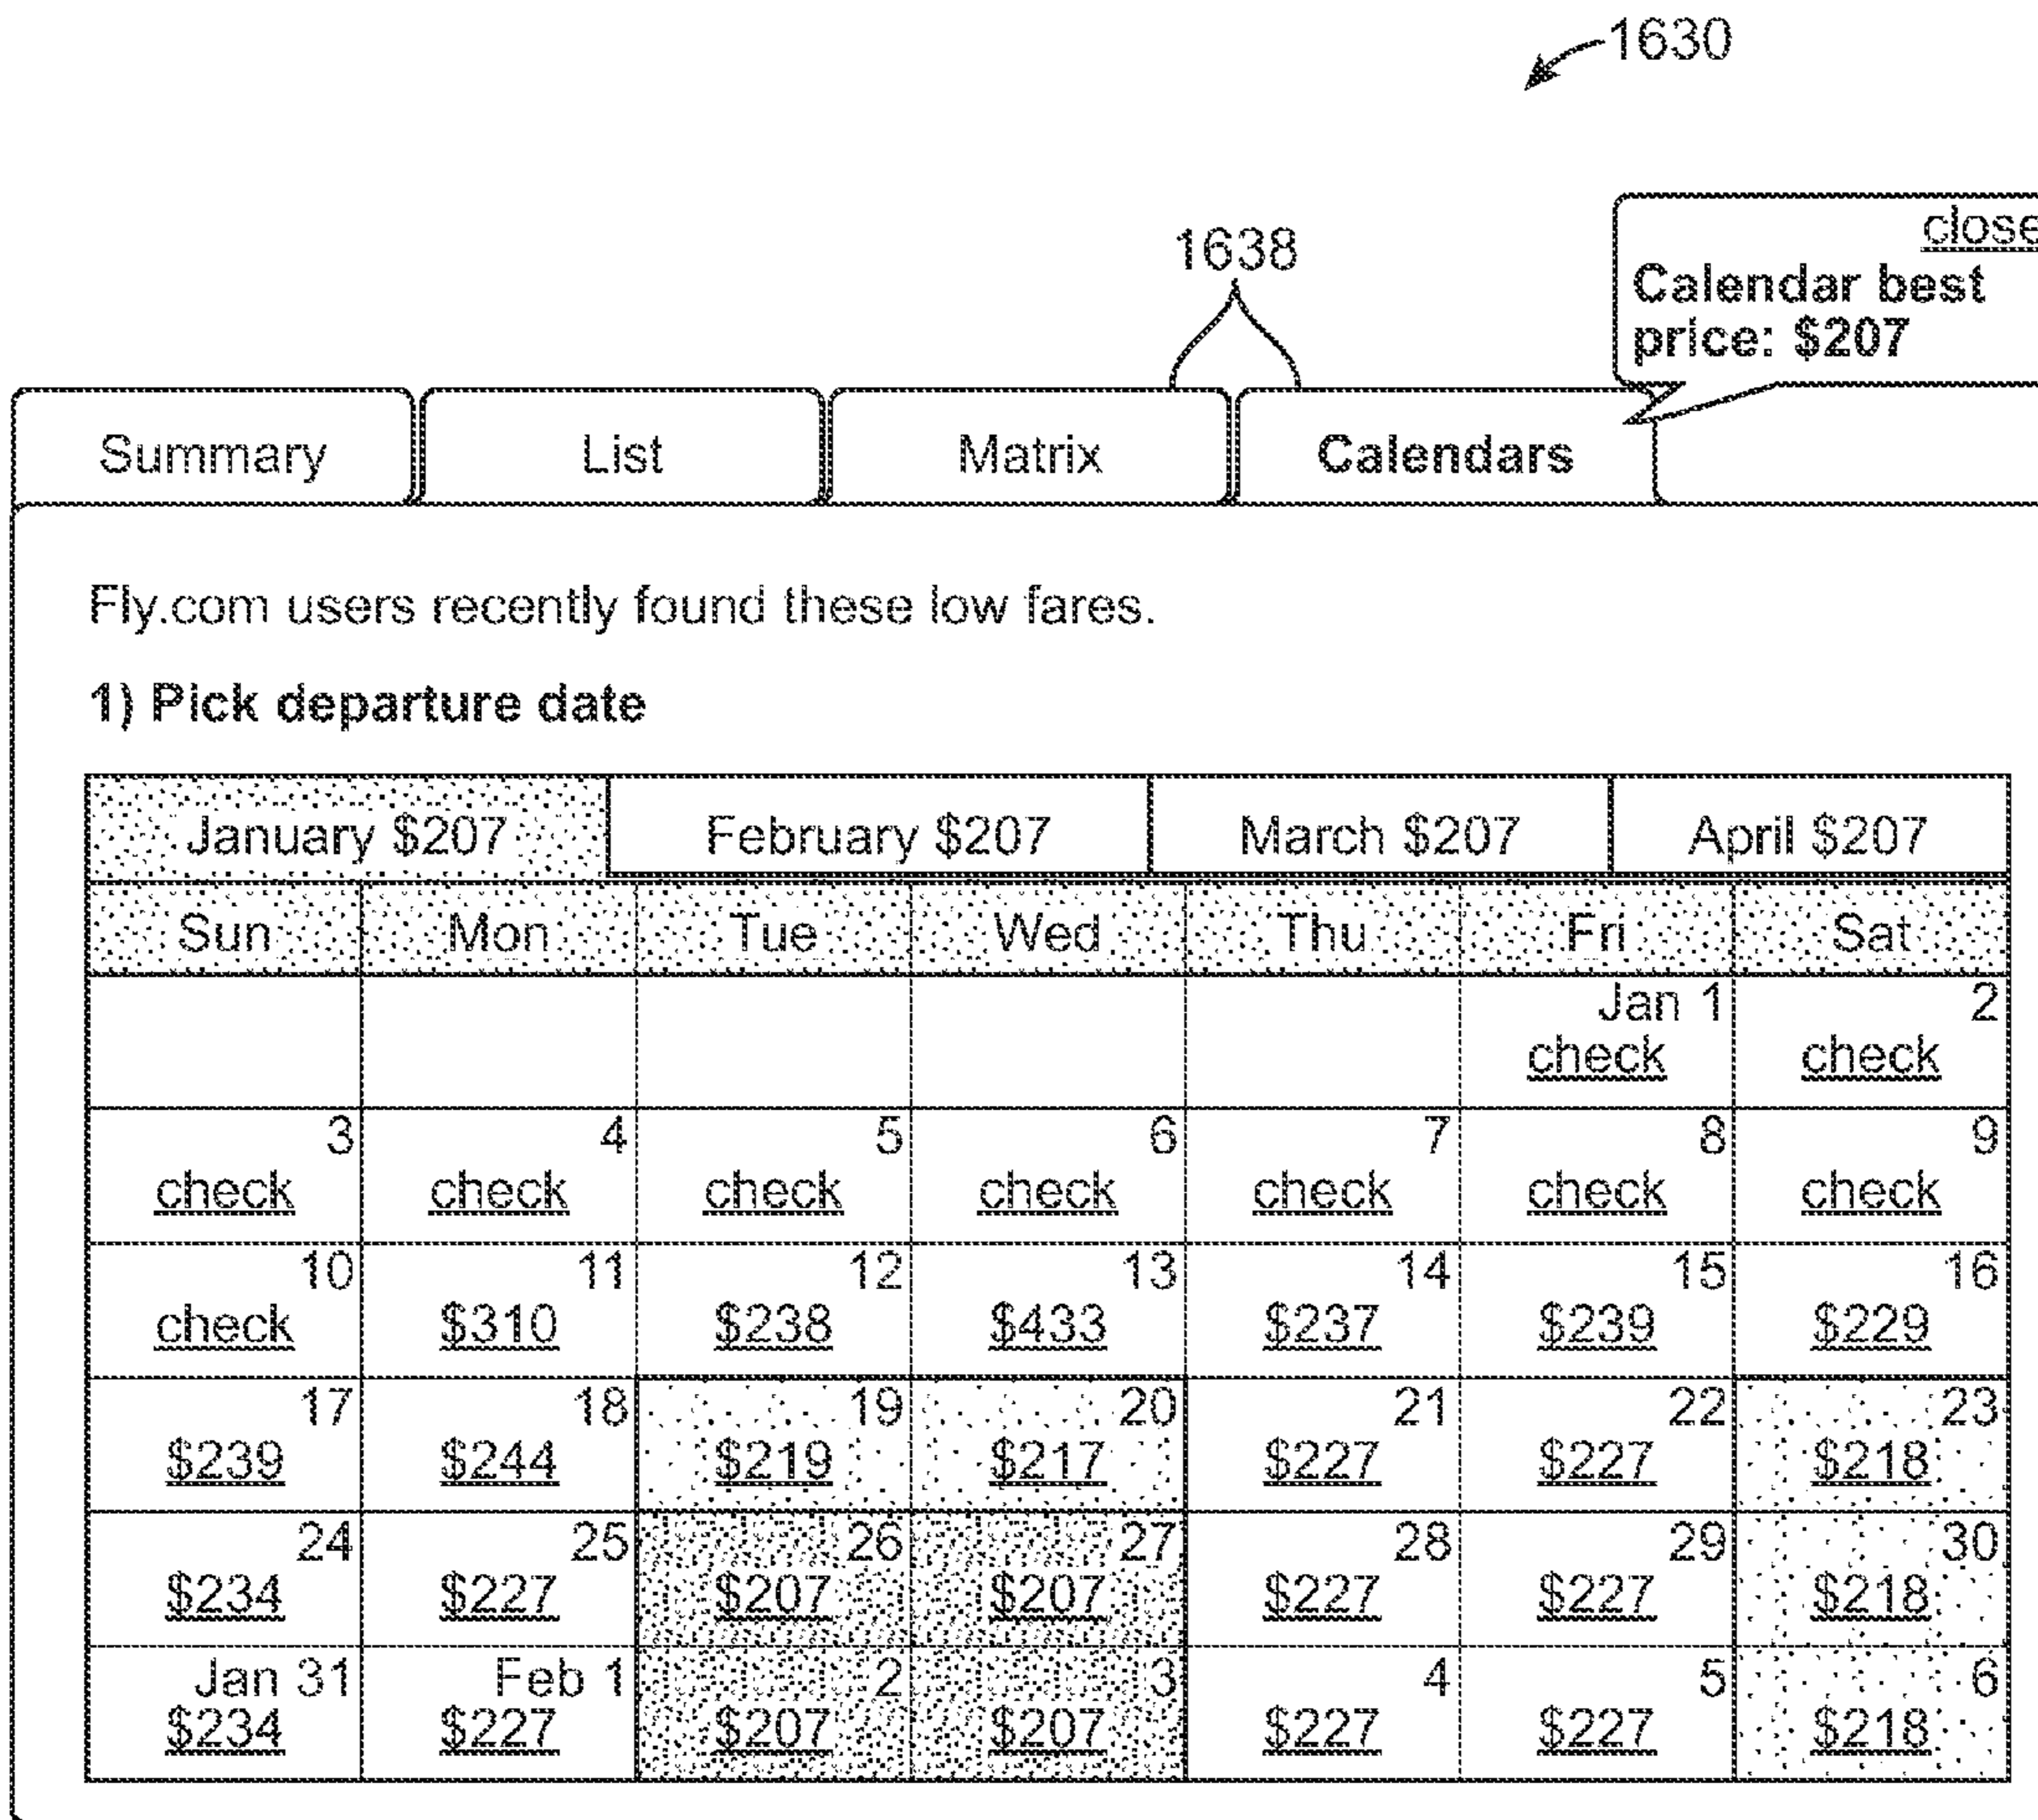 1630
1638
close
Calendar best
price: $207
Summary List Matrix Calendars
Fly.com users recently found these low fares.
1) Pick departure date
January $207 February $207 March $207 April $207
Sun Mon Tue Wed Thu Fri Sat
Jan 1 2
check check
3 4 5 6 7 8 9
check check check check check check check
10 11 12 13 14 15 16
check $310 $238 $433 $237 $239 $229
17 18 19 20 21 22 23
$239 $244 $219 $217 $227 $227 $218
24 25 26 27 28 29 30
$234 $227 $207 $207 $227 $227 $218
Jan 31 Feb 1 2 3 4 5 6
$234 $227 $207 $207 $227 $227 $218